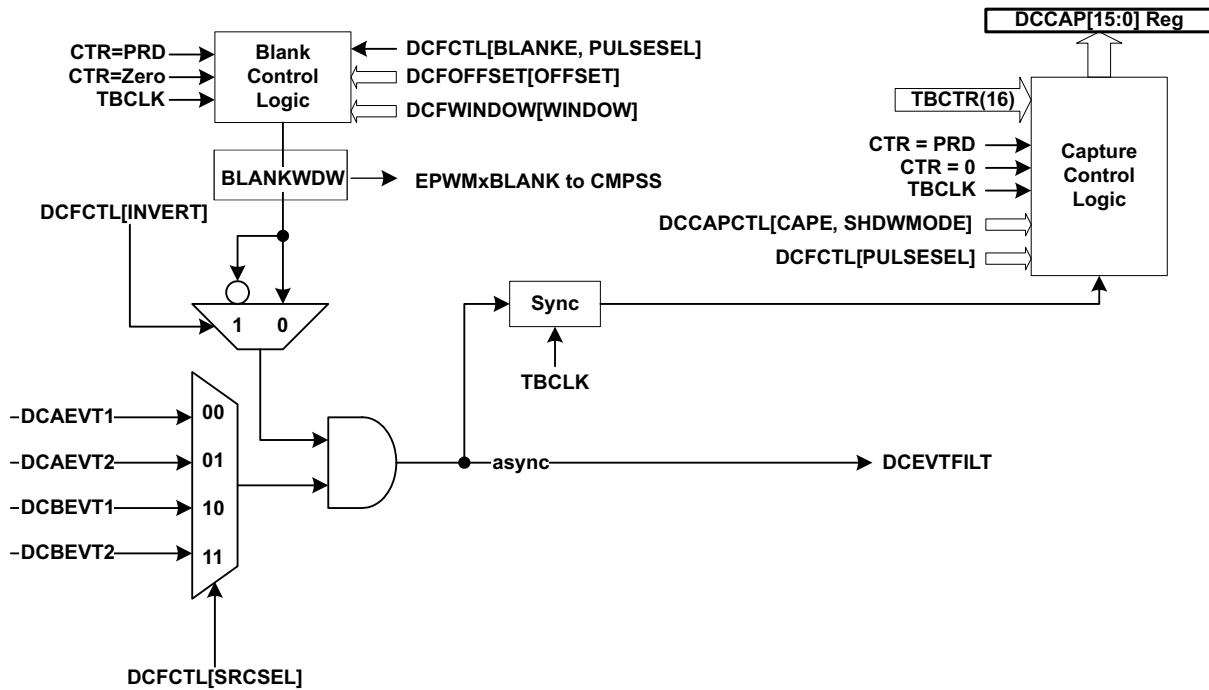 DCCAP[15:0] Reg
CTR=PRD
CTR=Zero
TBCLK
Blank
Control
Logic
DCFCTL[BLANKE, PULSESEL]
DCFOFFSET[OFFSET]
DCFWINDOW[WINDOW]
TBCTR(16)
CTR = PRD
CTR = 0
TBCLK
DCCAPCTL[CAPE, SHDWMODE]
DCFCTL[PULSESEL]
Capture
Control
Logic
BLANKWDW
EPWMxBLANK to CMPSS
DCFCTL[INVERT]
1 0
Sync
TBCLK
DCAEVT1
DCAEVT2
DCBEVT1
DCBEVT2
00
01
10
11
async
DCEVTFILT
DCFCTL[SRCSEL]